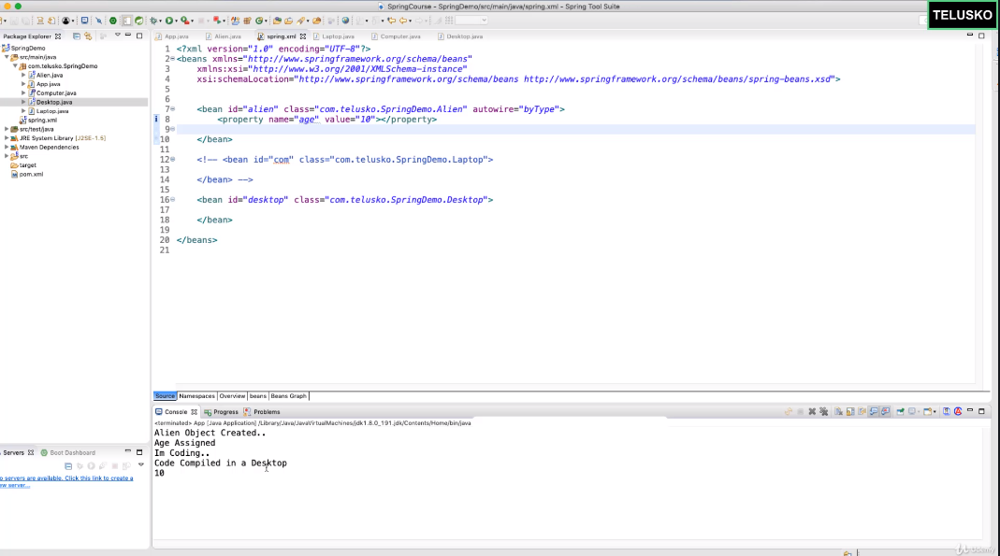 SpringCourse - SpringDemo/src/main/java/spring.xml - Spring Tool Suite
TELUSKO
Package Explorer
SpringDemo
src/main/java
com.telusko.SpringDemo
Alien.java
App.java
Computer.java
Desktop.java
Laptop.java
spring.xml
src/test/java
JRE System Library [J2SE-1.5]
Maven Dependencies
src
target
pom.xml
App.java Alien.java spring.xml Laptop.java Computer.java Desktop.java
1 <?xml version="1.0" encoding="UTF-8"?>
2 <beans xmlns="http://www.springframework.org/schema/beans"
3 xmlns:xsi="http://www.w3.org/2001/XMLSchema-instance"
4 xsi:schemaLocation="http://www.springframework.org/schema/beans http://www.springframework.org/schema/beans/spring-beans.xsd">
5
6
7 <bean id="alien" class="com.telusko.SpringDemo.Alien" autowire="byType">
8 <property name="age" value="10"></property>
9
10 </bean>
11
12 <!-- <bean id="com" class="com.telusko.SpringDemo.Laptop">
13
14 </bean> -->
15
16 <bean id="desktop" class="com.telusko.SpringDemo.Desktop">
17
18 </bean>
19
20 </beans>
21
Source Namespaces Overview beans Beans Graph
Console Progress Problems
<terminated> App [Java Application] /Library/Java/JavaVirtualMachines/jdk1.8.0_191.jdk/Contents/Home/bin/java
Alien Object Created..
Age Assigned
Im Coding..
Code Compiled in a Desktop
10
Servers Boot Dashboard
o servers are available. Click this link to create a
ew server...
Udemy